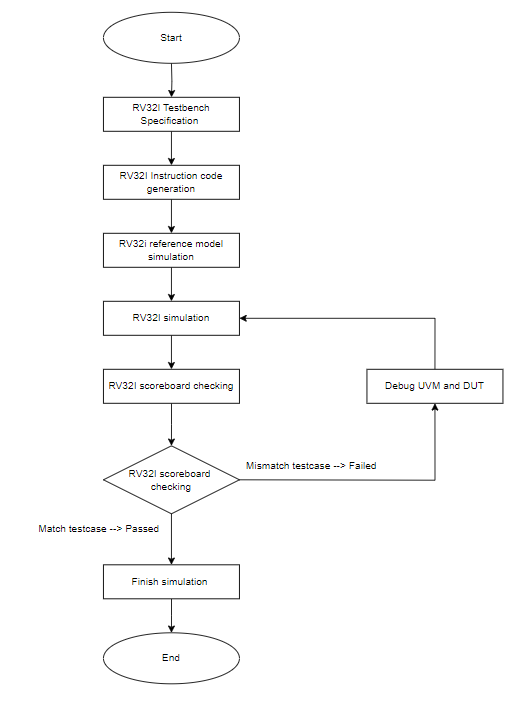 Start
RV32I Testbench
Specification
RV32I Instruction code
generation
RV32i reference model
simulation
RV32I simulation
RV32I scoreboard checking
Debug UVM and DUT
Mismatch testcase --> Failed
RV32I scoreboard
checking
Match testcase --> Passed
Finish simulation
End